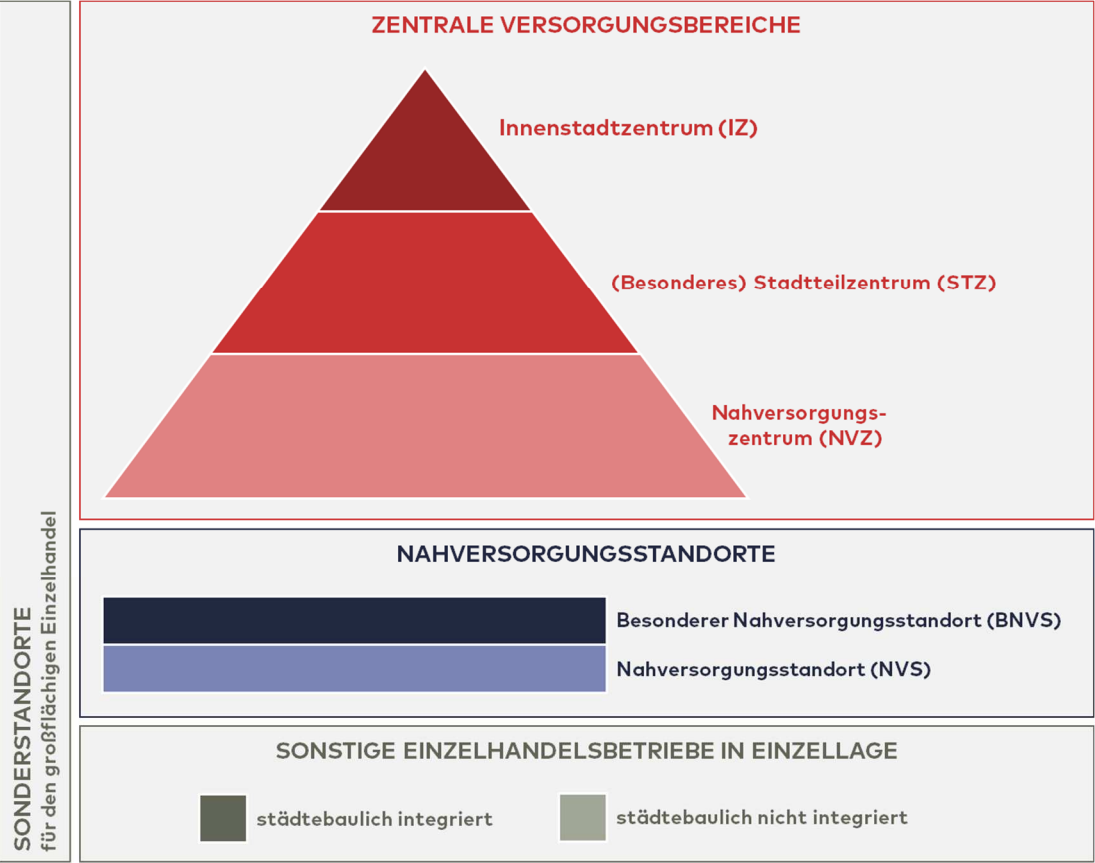 ZENTRALE VERSORGUNGSBEREICHE
Innenstadtzentrum (IZ)
(Besonderes) Stadtteilzentrum (STZ)
Nahversorgungs-
zentrum (NVZ)
NAHVERSORGUNGSSTANDORTE
Besonderer Nahversorgungsstandort (BNVS)
Nahversorgungsstandort (NVS)
SONSTIGE EINZELHANDELSBETRIEBE IN EINZELLAGE
städtebaulich integriert
städtebaulich nicht integriert
SONDERSTANDORTE
für den großflächigen Einzelhandel